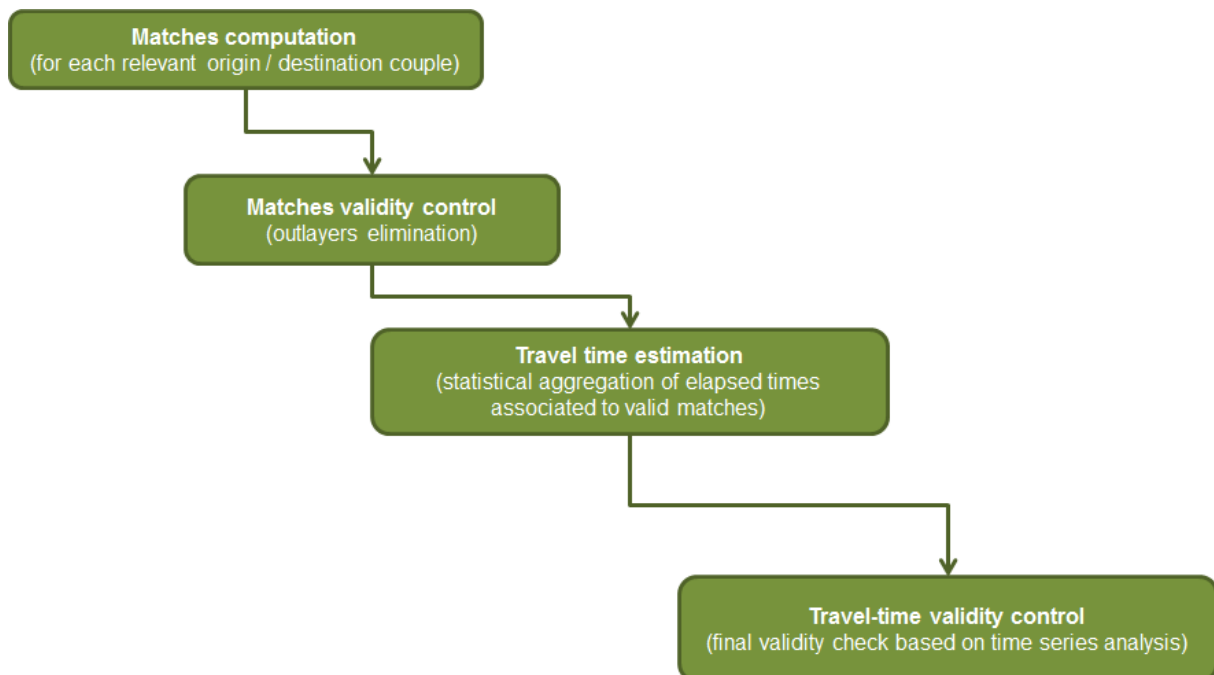 Matches computation
(for each relevant origin / destination couple)
Matches validity control
(outlayers elimination)
Travel time estimation
(statistical aggregation of elapsed times
associated to valid matches)
Travel-time validity control
(final validity check based on time series analysis)